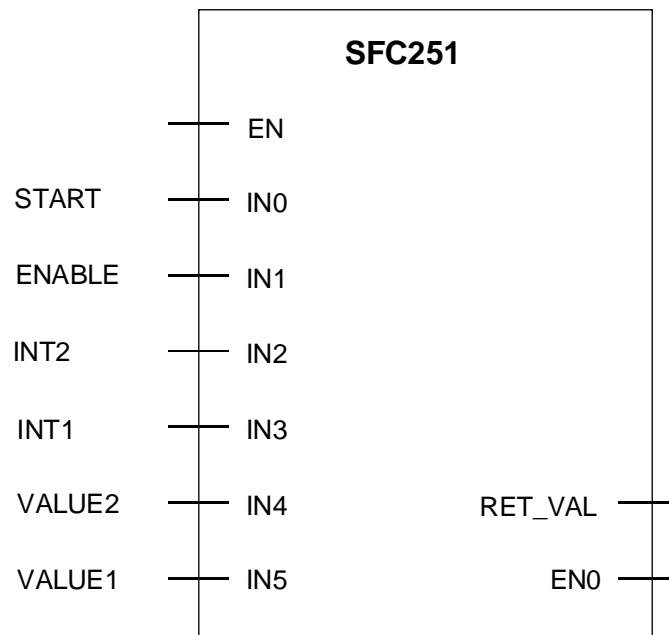 SFC251
EN
START IN0
ENABLE IN1
INT2 IN2
INT1 IN3
VALUE2 IN4 RET_VAL
VALUE1 IN5 EN0